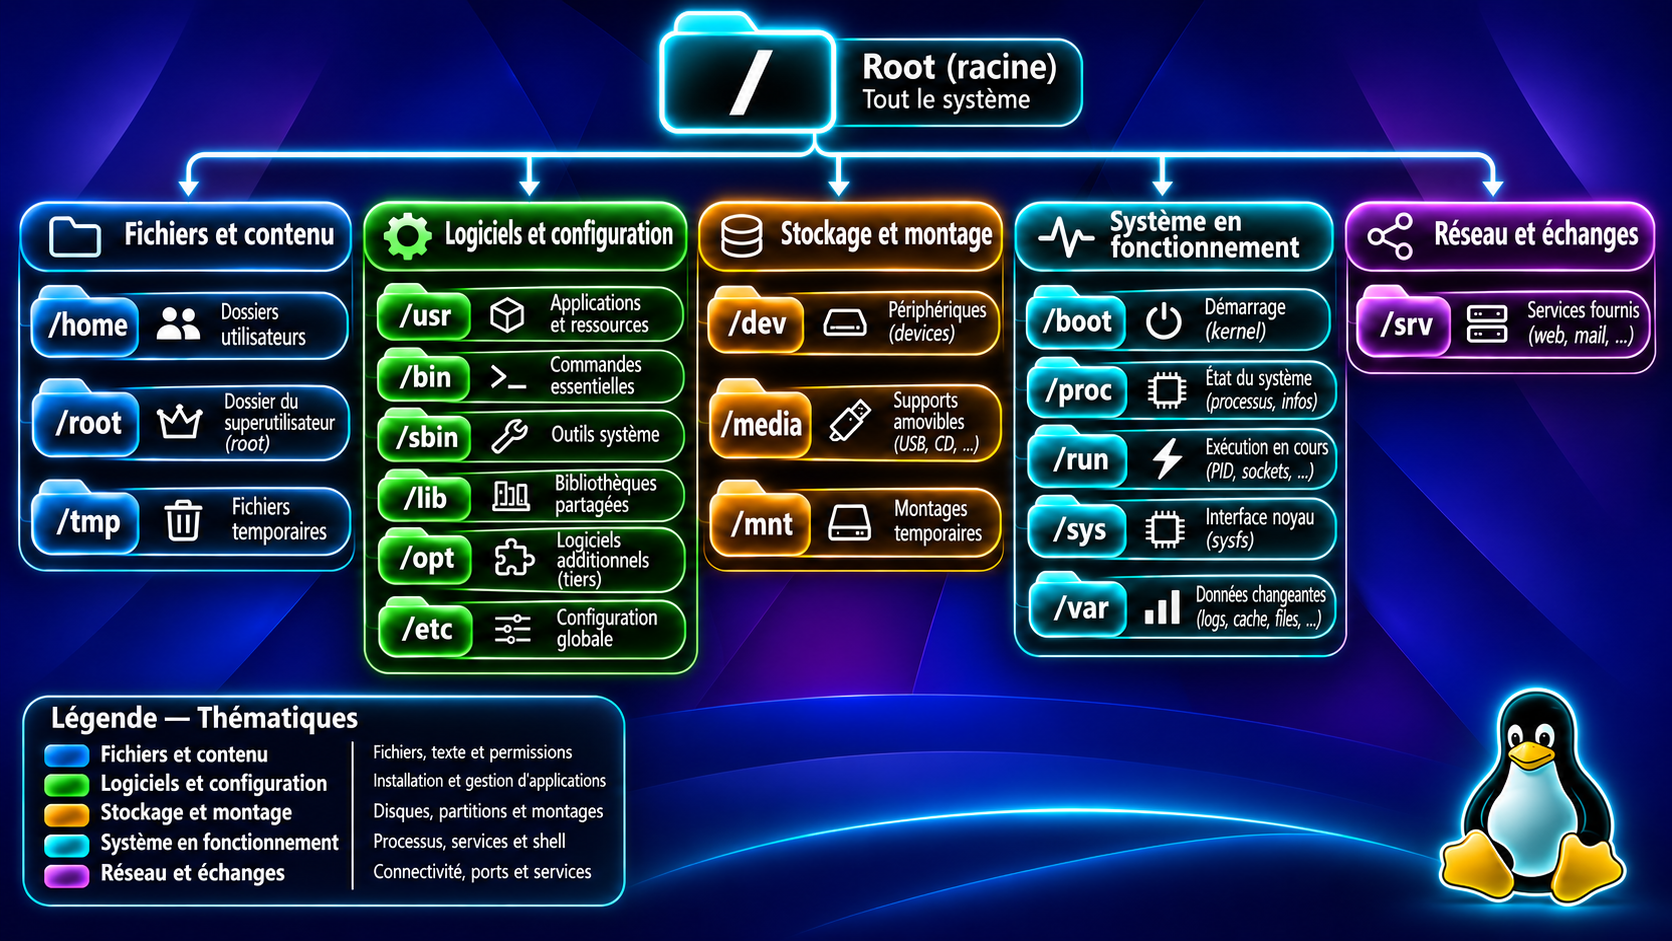 /
Root (racine)
Tout le système
Fichiers et contenu
/home
Dossiers
utilisateurs
/root
Dossier du
superutilisateur
(root)
/tmp
Fichiers
temporaires
Logiciels et configuration
/usr
Applications
et ressources
/bin
Commandes
essentielles
/sbin
Outils système
/lib
Bibliothèques
partagées
/opt
Logiciels
additionnels
(tiers)
/etc
Configuration
globale
Stockage et montage
/dev
Périphériques
(devices)
/media
Supports
amovibles
(USB, CD, ...)
/mnt
Montages
temporaires
Système en
fonctionnement
/boot
Démarrage
(kernel)
/proc
État du système
(processus, infos)
/run
Exécution en cours
(PID, sockets, ...)
/sys
Interface noyau
(sysfs)
/var
Données changeantes
(logs, cache, files, ...)
Réseau et échanges
/srv
Services fournis
(web, mail, ...)
Légende — Thématiques
Fichiers et contenu
Fichiers, texte et permissions
Logiciels et configuration
Installation et gestion d'applications
Stockage et montage
Disques, partitions et montages
Système en fonctionnement
Processus, services et shell
Réseau et échanges
Connectivité, ports et services